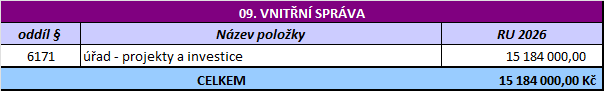 09. VNITŘNÍ SPRÁVA
oddíl § Název položky RU 2026
6171 úřad - projekty a investice 15 184 000,00
CELKEM 15 184 000,00 Kč